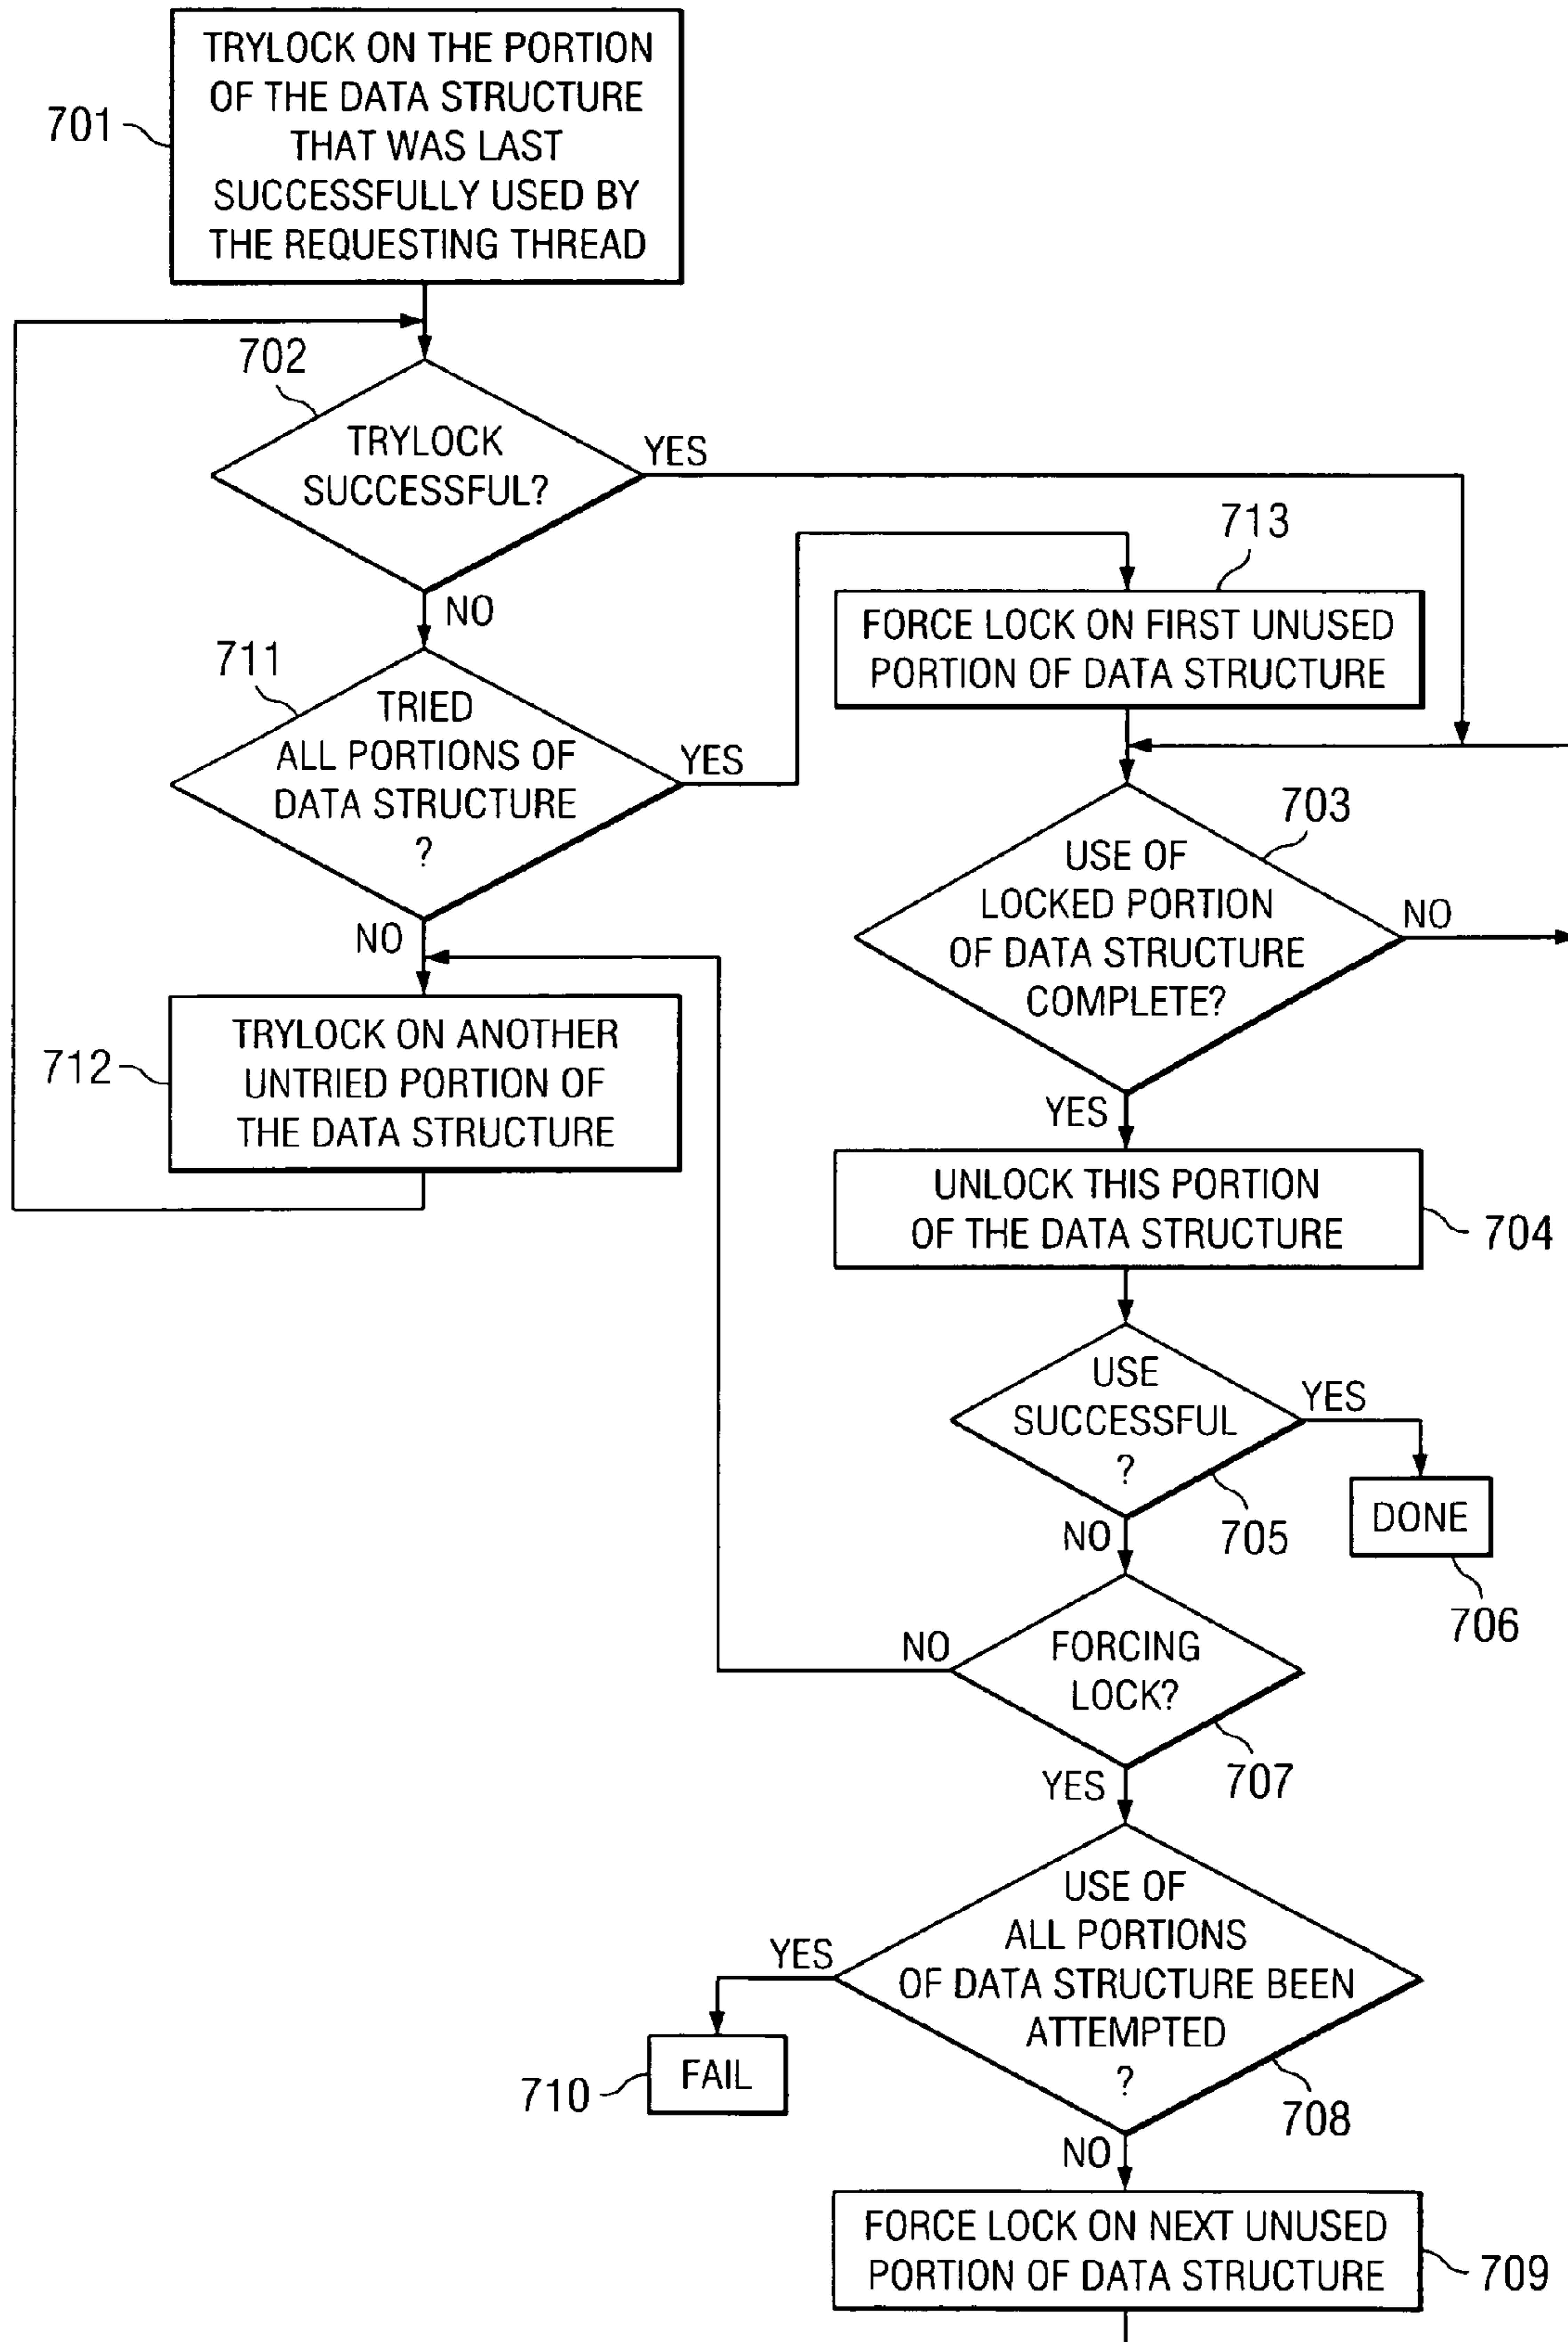 TRYLOCK ON THE PORTION
OF THE DATA STRUCTURE
THAT WAS LAST
SUCCESSFULLY USED BY
THE REQUESTING THREAD
701
702
TRYLOCK
SUCCESSFUL?
YES
NO
713
FORCE LOCK ON FIRST UNUSED
PORTION OF DATA STRUCTURE
711
TRIED
ALL PORTIONS OF
DATA STRUCTURE
?
YES
NO
703
USE OF
LOCKED PORTION
OF DATA STRUCTURE
COMPLETE?
NO
YES
712
TRYLOCK ON ANOTHER
UNTRIED PORTION OF
THE DATA STRUCTURE
UNLOCK THIS PORTION
OF THE DATA STRUCTURE
704
USE
SUCCESSFUL
?
YES
705
NO
DONE
706
FORCING
LOCK?
NO
707
YES
USE OF
ALL PORTIONS
OF DATA STRUCTURE BEEN
ATTEMPTED
?
YES
FAIL
710
708
NO
FORCE LOCK ON NEXT UNUSED
PORTION OF DATA STRUCTURE
709